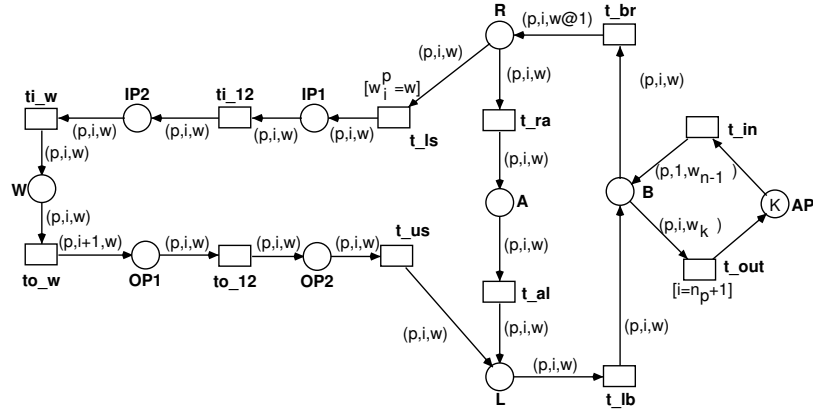 R
t_br
(p,i,w@1)
(p,i,w)
[w_i^p =w]
(p,i,w)
(p,i,w)
ti_w
IP2
ti_12
IP1
t_ls
(p,i,w)
(p,i,w)
(p,i,w)
(p,i,w)
t_ra
t_in
(p,i,w)
(p,i,w)
(p,1,w_{n-1} )
W
A
B
K
AP
(p,i,w)
(p,i,w_k )
(p,i+1,w)
(p,i,w)
(p,i,w)
(p,i,w)
t_us
(p,i,w)
to_w
OP1
to_12
OP2
t_out
[i=n_p+1]
t_al
(p,i,w)
(p,i,w)
(p,i,w)
(p,i,w)
L
t_lb